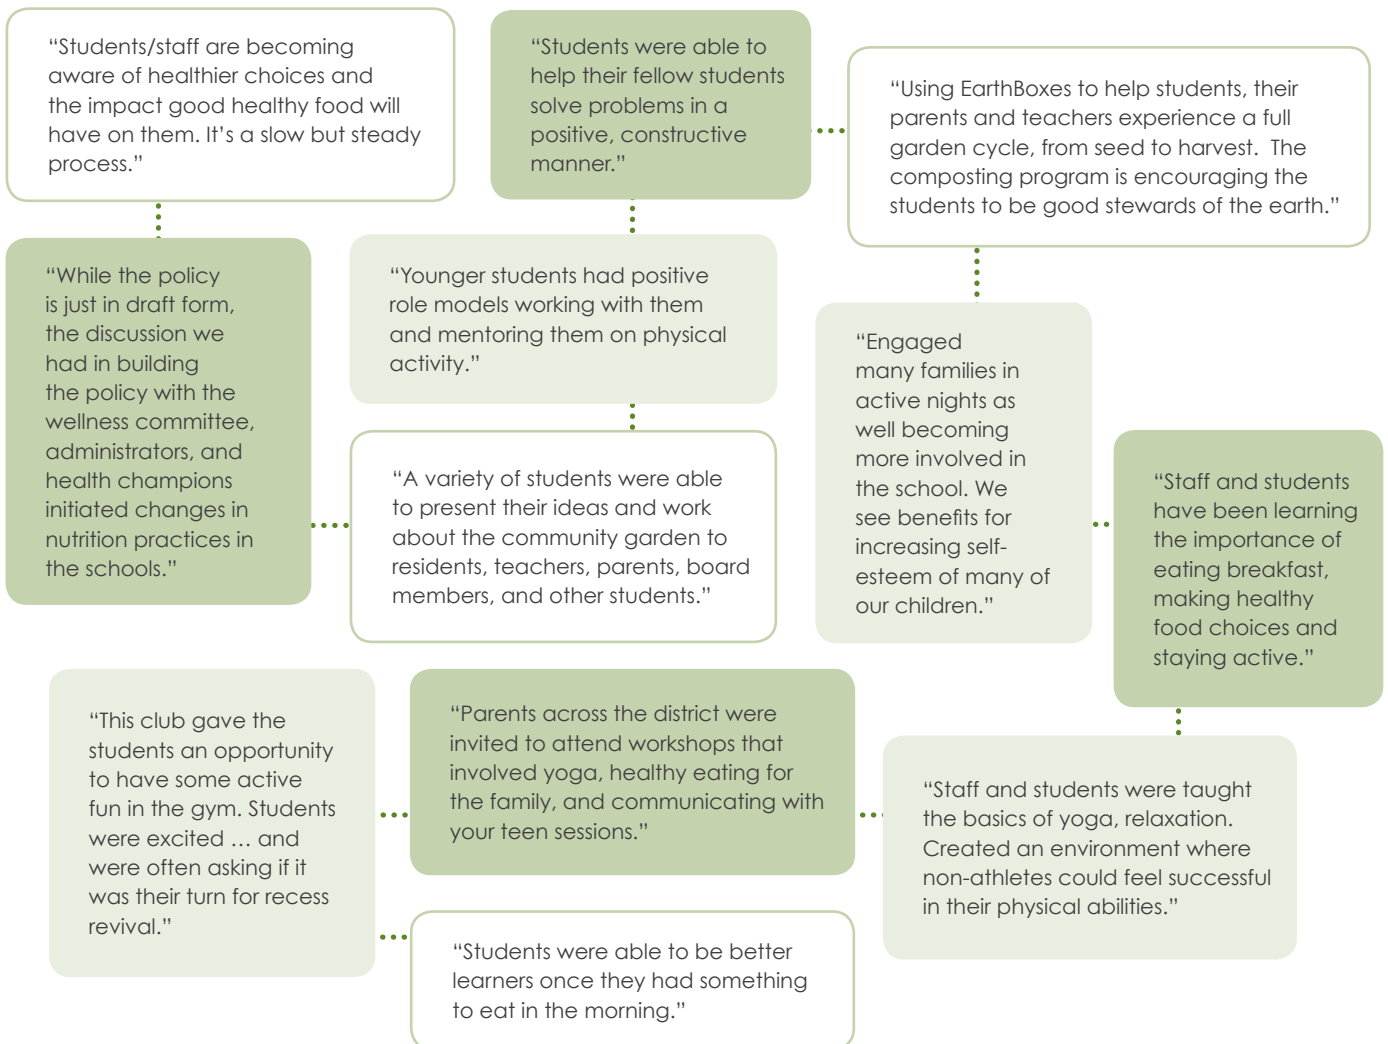 “Students/staff are becoming
aware of healthier choices and
the impact good healthy food will
have on them. It’s a slow but steady
process.”
“Students were able to
help their fellow students
solve problems in a
positive, constructive
manner.”
“Using EarthBoxes to help students, their
parents and teachers experience a full
garden cycle, from seed to harvest.  The
composting program is encouraging the
students to be good stewards of the earth.”
“While the policy
is just in draft form,
the discussion we
had in building
the policy with the
wellness committee,
administrators, and
health champions
initiated changes in
nutrition practices in
the schools.”
“Younger students had positive
role models working with them
and mentoring them on physical
activity.”
“Engaged
many families in
active nights as
well becoming
more involved in
the school. We
see benefits for
increasing self-
esteem of many of
our children.”
“A variety of students were able
to present their ideas and work
about the community garden to
residents, teachers, parents, board
members, and other students.”
“Staff and students
have been learning
the importance of
eating breakfast,
making healthy
food choices and
staying active.”
“This club gave the
students an opportunity
to have some active
fun in the gym. Students
were excited … and
were often asking if it
was their turn for recess
revival.”
“Parents across the district were
invited to attend workshops that
involved yoga, healthy eating for
the family, and communicating with
your teen sessions.”
“Staff and students were taught
the basics of yoga, relaxation.
Created an environment where
non-athletes could feel successful
in their physical abilities.”
“Students were able to be better
learners once they had something
to eat in the morning.”